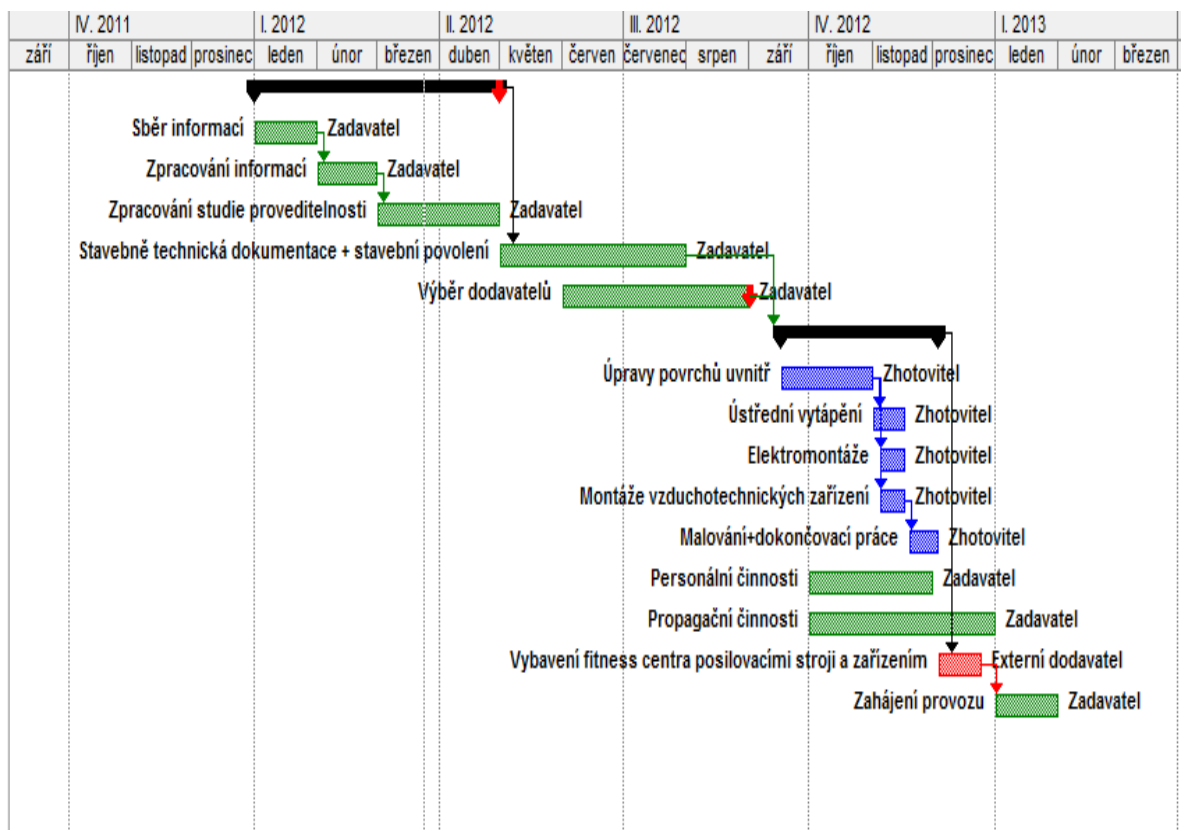 IV. 2011 I. 2012 II. 2012 III. 2012 IV. 2012 I. 2013
září říjen listopad prosinec leden únor březen duben květen červen červenec srpen září říjen listopad prosinec leden únor březen
Sběr informací Zadavatel
Zpracování informací Zadavatel
Zpracování studie proveditelnosti Zadavatel
Stavebně technická dokumentace + stavební povolení Zadavatel
Výběr dodavatelů Zadavatel
Úpravy povrchů uvnitř Zhotovitel
Ústřední vytápění Zhotovitel
Elektromontáže Zhotovitel
Montáže vzduchotechnických zařízení Zhotovitel
Malování+dokončovací práce Zhotovitel
Personální činnosti Zadavatel
Propagační činnosti Zadavatel
Vybavení fitness centra posilovacími stroji a zařízením Externí dodavatel
Zahájení provozu Zadavatel